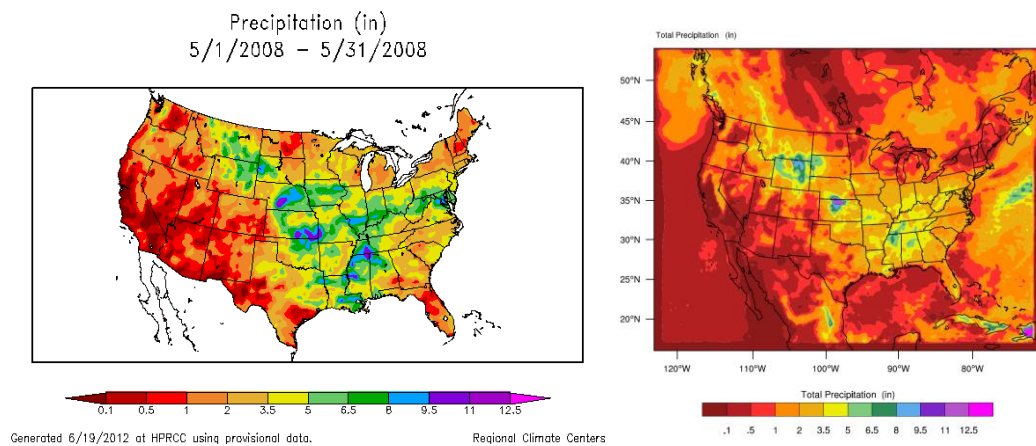 Precipitation (in)
5/1/2008 – 5/31/2008
0.1 0.5 1 2 3.5 5 6.5 8 9.5 11 12.5
Generated 6/19/2012 at HPRCC using provisional data. Regional Climate Centers
Total Precipitation (in)
50°N
45°N
40°N
35°N
30°N
25°N
20°N
120°W 100°W 80°W
Total Precipitation (in)
.1 .5 1 2 3.5 5 6.5 8 9.5 11 12.5